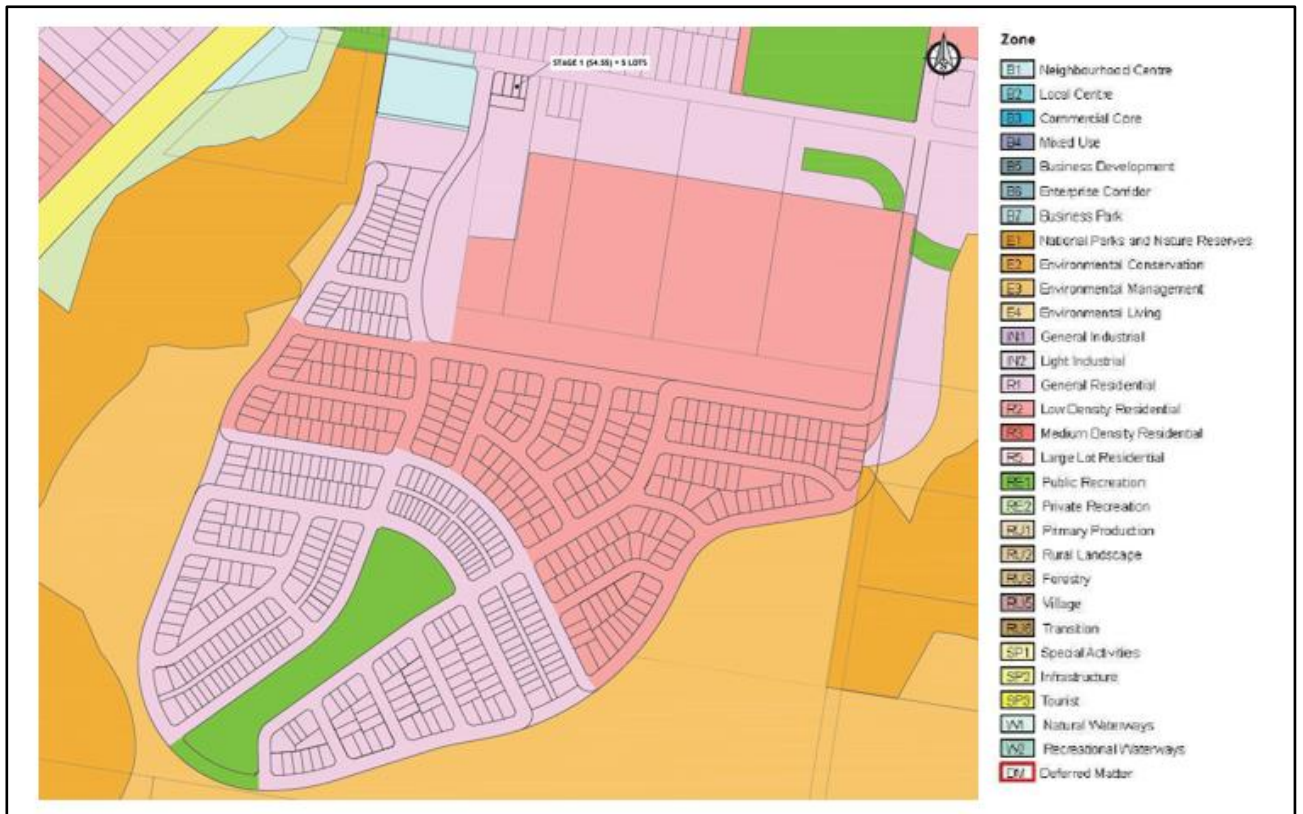 STAGE 1 (S4.55) = 5 LOTS
Zone
B1 Neighbourhood Centre
B2 Local Centre
B3 Commercial Core
B4 Mixed Use
B5 Business Development
B6 Enterprise Corridor
B7 Business Park
E1 National Parks and Nature Reserves
E2 Environmental Conservation
E3 Environmental Management
E4 Environmental Living
IN1 General Industrial
IN2 Light Industrial
R1 General Residential
R2 Low Density Residential
R3 Medium Density Residential
R5 Large Lot Residential
RE1 Public Recreation
RE2 Private Recreation
RU1 Primary Production
RU2 Rural Landscape
RU3 Forestry
RU5 Village
RU6 Transition
SP1 Special Activities
SP2 Infrastructure
SP3 Tourist
W1 Natural Waterways
W2 Recreational Waterways
DM Deferred Matter